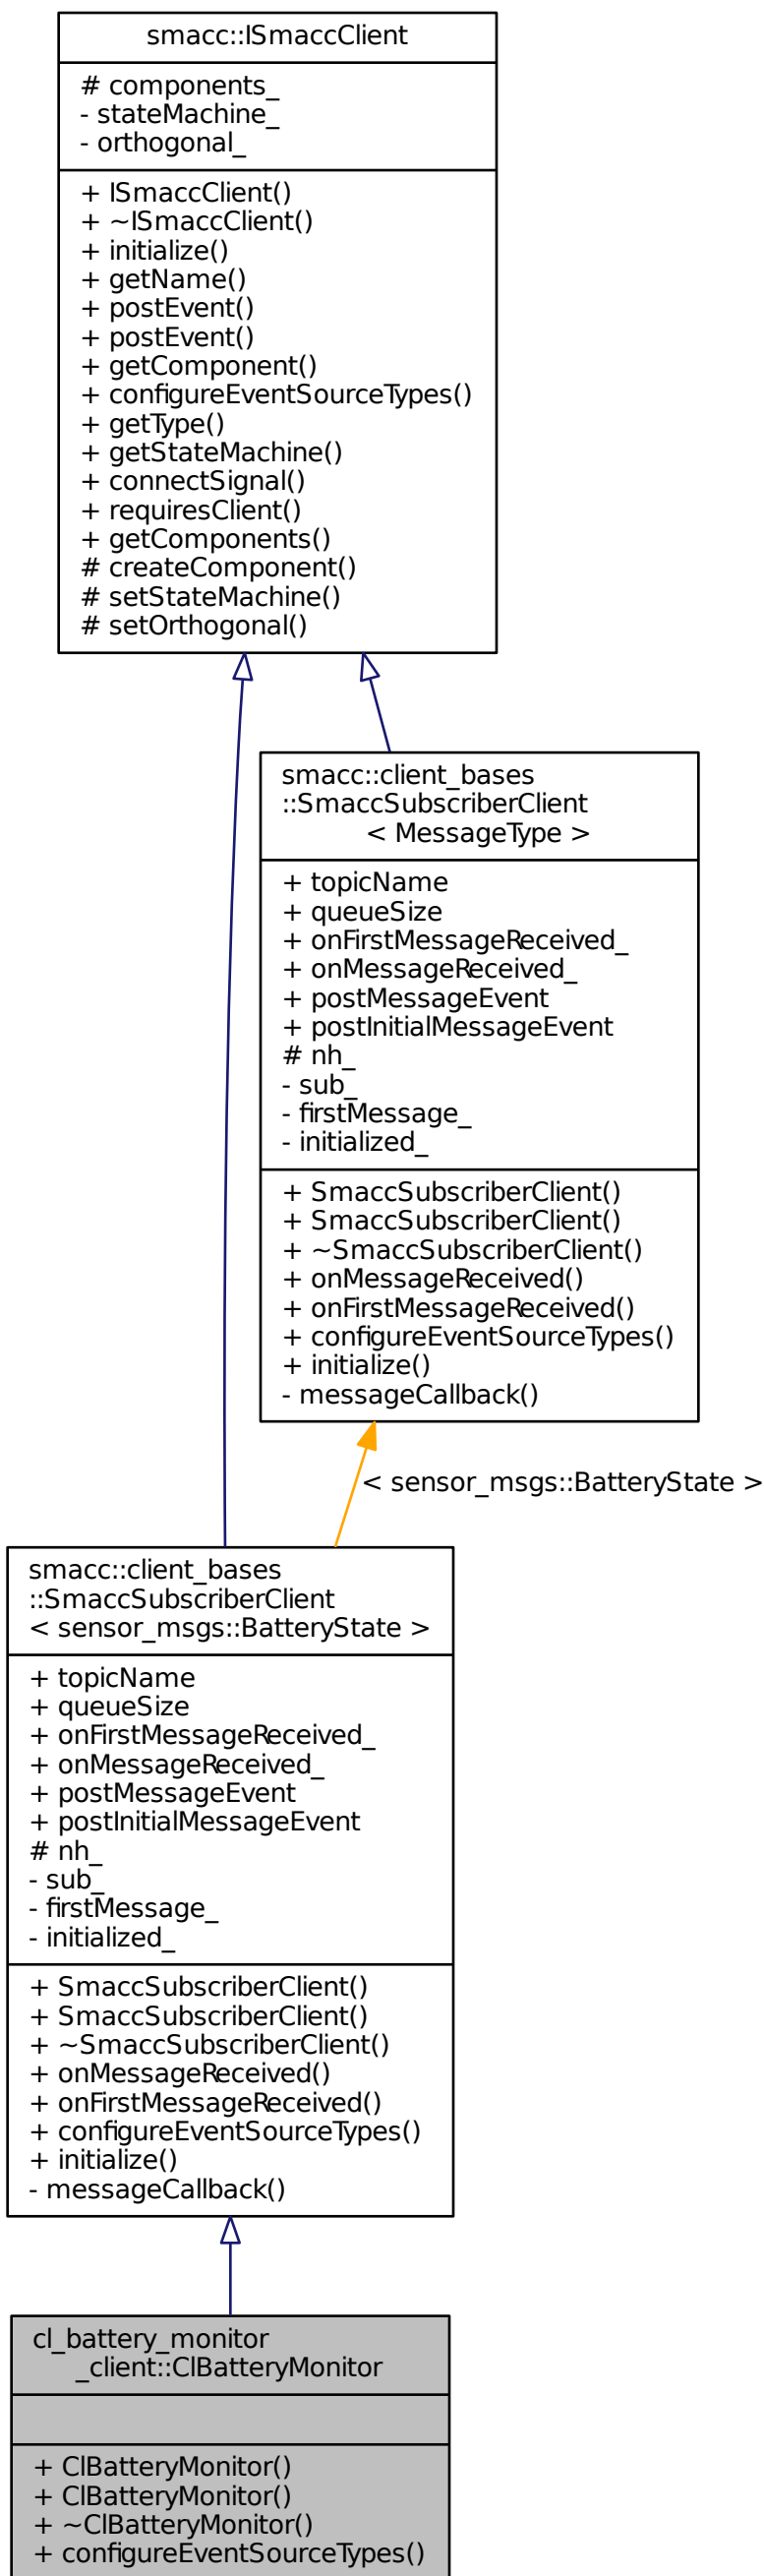 smacc::ISmaccClient
# components_
- stateMachine_
- orthogonal_
+ ISmaccClient()
+ ~ISmaccClient()
+ initialize()
+ getName()
+ postEvent()
+ postEvent()
+ getComponent()
+ configureEventSourceTypes()
+ getType()
+ getStateMachine()
+ connectSignal()
+ requiresClient()
+ getComponents()
# createComponent()
# setStateMachine()
# setOrthogonal()
smacc::client_bases
::SmaccSubscriberClient
< MessageType >
+ topicName
+ queueSize
+ onFirstMessageReceived_
+ onMessageReceived_
+ postMessageEvent
+ postInitialMessageEvent
# nh_
- sub_
- firstMessage_
- initialized_
+ SmaccSubscriberClient()
+ SmaccSubscriberClient()
+ ~SmaccSubscriberClient()
+ onMessageReceived()
+ onFirstMessageReceived()
+ configureEventSourceTypes()
+ initialize()
- messageCallback()
< sensor_msgs::BatteryState >
smacc::client_bases
::SmaccSubscriberClient
< sensor_msgs::BatteryState >
+ topicName
+ queueSize
+ onFirstMessageReceived_
+ onMessageReceived_
+ postMessageEvent
+ postInitialMessageEvent
# nh_
- sub_
- firstMessage_
- initialized_
+ SmaccSubscriberClient()
+ SmaccSubscriberClient()
+ ~SmaccSubscriberClient()
+ onMessageReceived()
+ onFirstMessageReceived()
+ configureEventSourceTypes()
+ initialize()
- messageCallback()
cl_battery_monitor
_client::ClBatteryMonitor
+ ClBatteryMonitor()
+ ClBatteryMonitor()
+ ~ClBatteryMonitor()
+ configureEventSourceTypes()